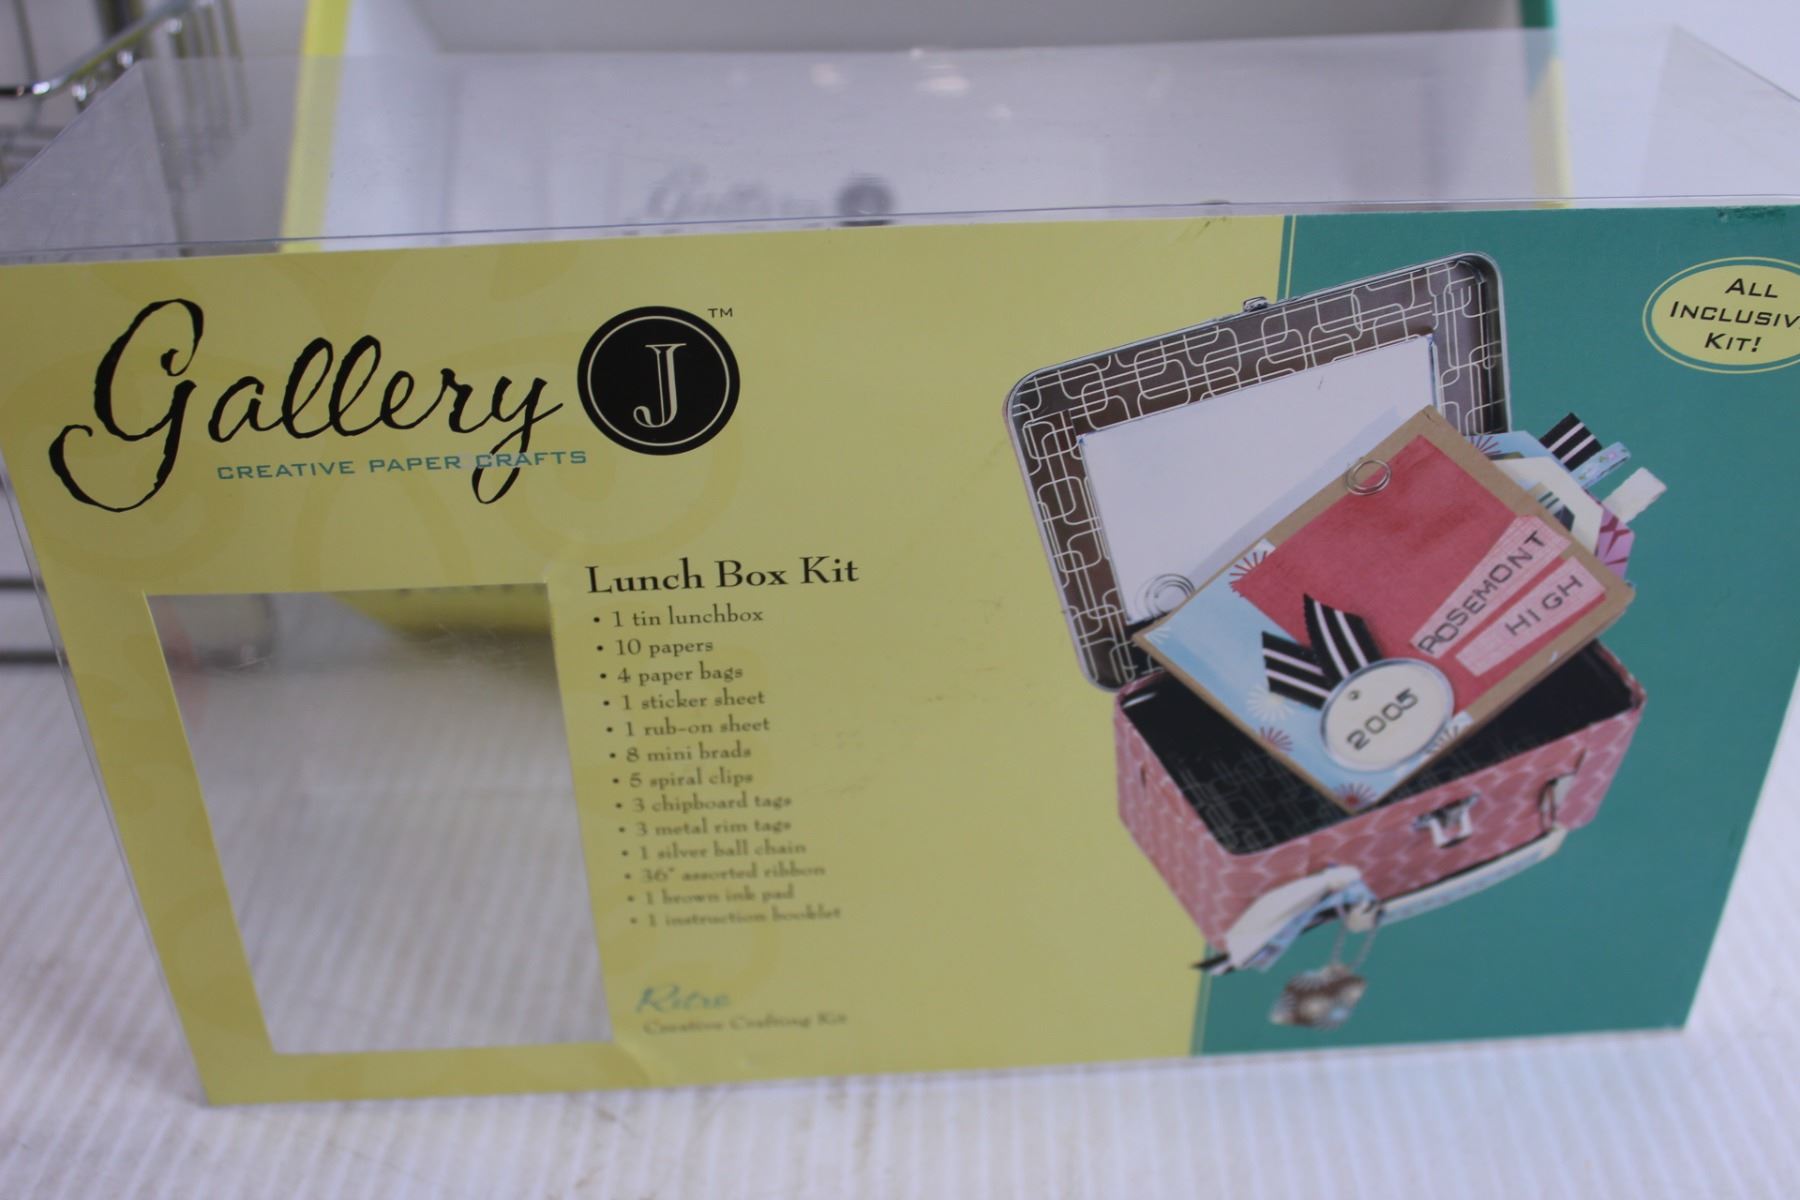 Gallery J™
CREATIVE PAPER CRAFTS
Lunch Box Kit
• 1 tin lunchbox
• 10 papers
• 4 paper bags
• 1 sticker sheet
• 1 rub-on sheet
• 8 mini brads
• 5 spiral clips
• 3 chipboard tags
• 3 metal rim tags
• 1 silver ball chain
• 36" assorted ribbon
• 1 brown ink pad
• 1 instruction booklet
Retro
Creative Crafting Kit
ALL
INCLUSIV
KIT!
ROSEMONT
HIGH
2005